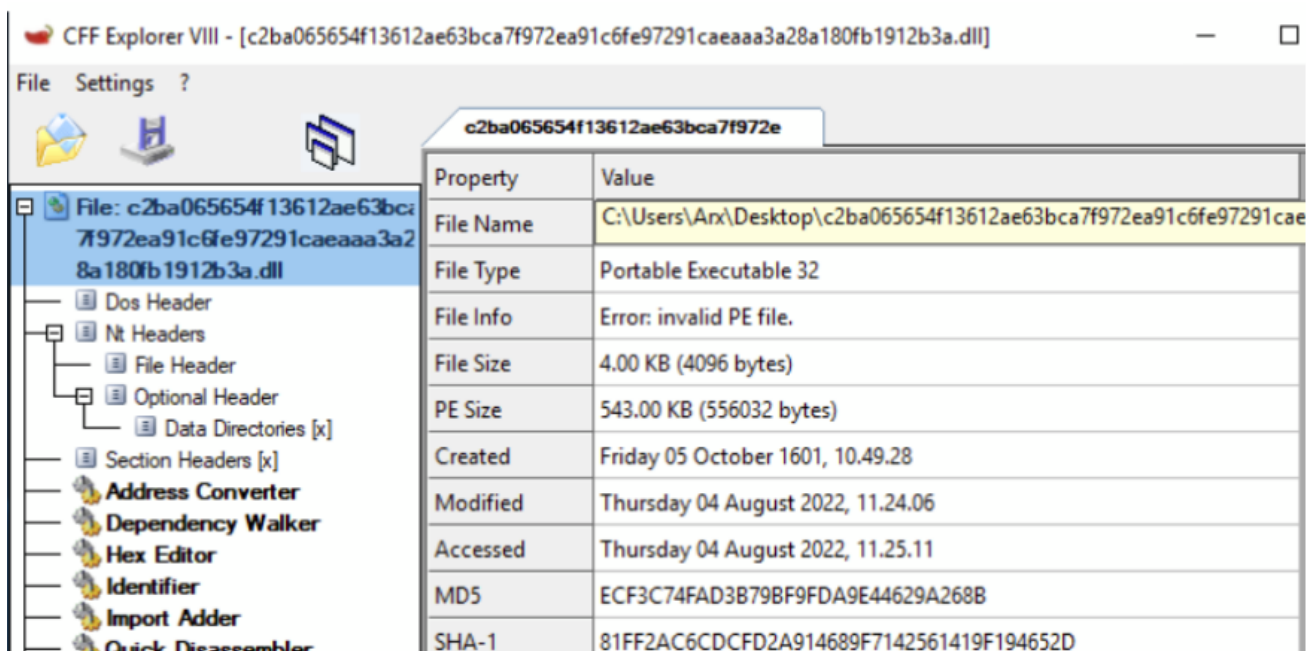 CFF Explorer VIII - [c2ba065654f13612ae63bca7f972ea91c6fe97291caeaaa3a28a180fb1912b3a.dll]
File Settings ?
c2ba065654f13612ae63bca7f972e
File: c2ba065654f13612ae63bca
7f972ea91c6fe97291caeaaa3a2
8a180fb1912b3a.dll
Dos Header
Nt Headers
File Header
Optional Header
Data Directories [x]
Section Headers [x]
Address Converter
Dependency Walker
Hex Editor
Identifier
Import Adder
Quick Disassembler
Property Value
File Name C:\Users\Arx\Desktop\c2ba065654f13612ae63bca7f972ea91c6fe97291cae
File Type Portable Executable 32
File Info Error: invalid PE file.
File Size 4.00 KB (4096 bytes)
PE Size 543.00 KB (556032 bytes)
Created Friday 05 October 1601, 10.49.28
Modified Thursday 04 August 2022, 11.24.06
Accessed Thursday 04 August 2022, 11.25.11
MD5 ECF3C74FAD3B79BF9FDA9E44629A268B
SHA-1 81FF2AC6CDCFD2A914689F7142561419F194652D